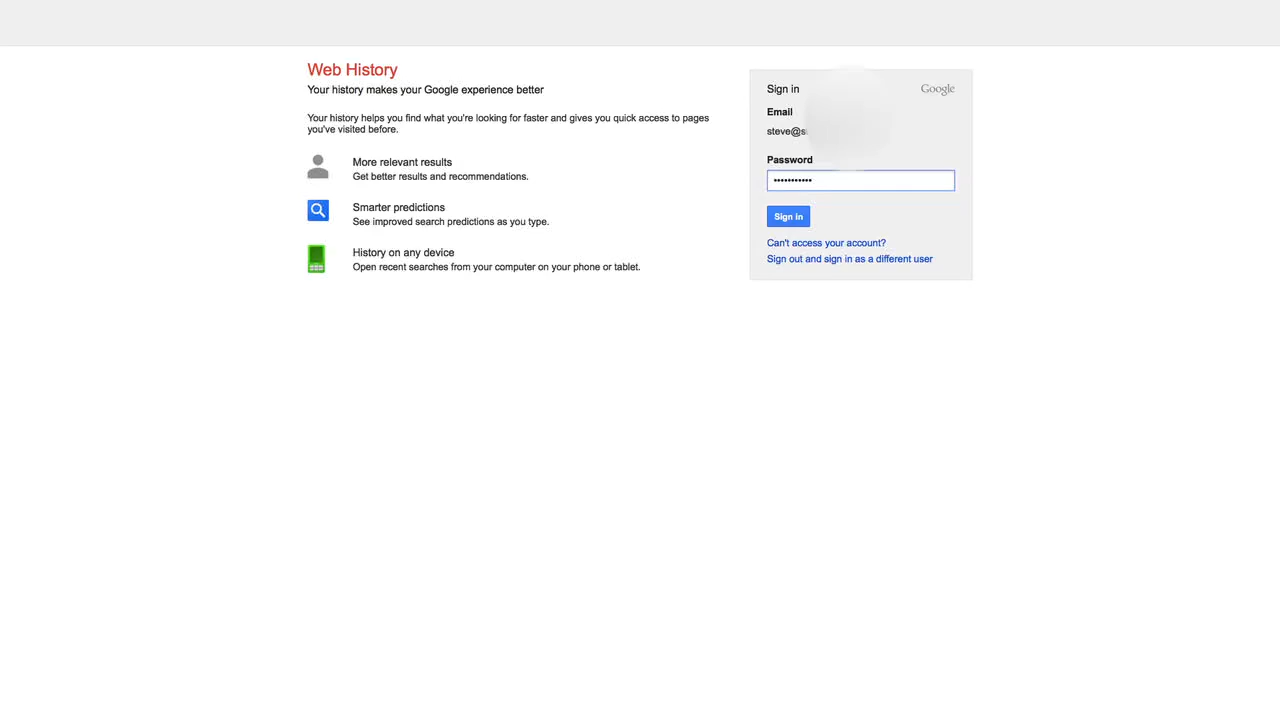 Web History
Your history makes your Google experience better
Your history helps you find what you're looking for faster and gives you quick access to pages
you've visited before.
More relevant results
Get better results and recommendations.
Smarter predictions
See improved search predictions as you type.
History on any device
Open recent searches from your computer on your phone or tablet.
Sign in
Google
Email
Password
•••••••••••
Sign in
Can't access your account?
Sign out and sign in as a different user